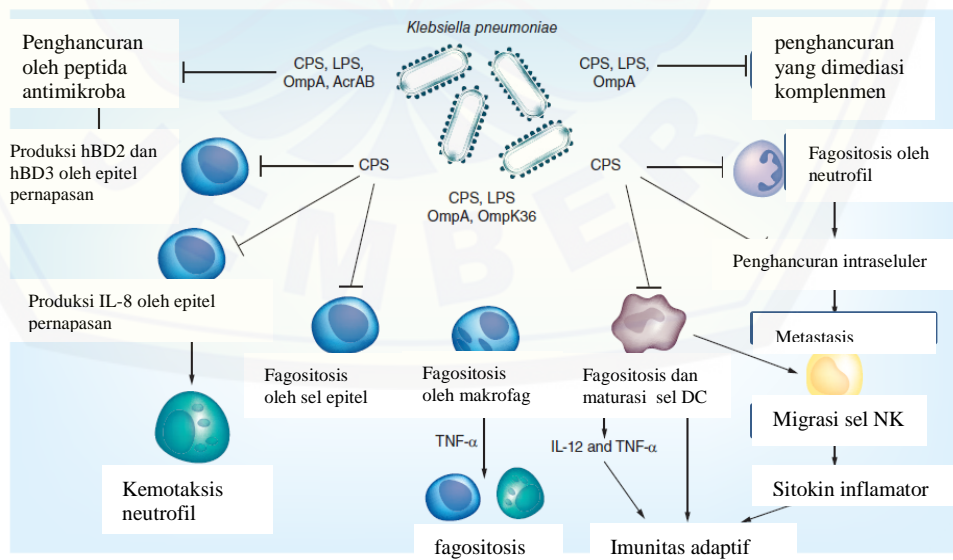 Klebsiella pneumoniae
Penghancuran
oleh peptida
antimikroba
CPS, LPS,
OmpA, AcrAB
CPS, LPS,
OmpA
penghancuran
yang dimediasi
komplenmen
Produksi hBD2 dan
hBD3 oleh epitel
pernapasan
CPS
CPS, LPS
OmpA, OmpK36
CPS
Fagositosis oleh
neutrofil
Penghancuran intraseluler
Produksi IL-8 oleh epitel
pernapasan
Metastasis
Fagositosis
oleh sel epitel
Fagositosis
oleh makrofag
Fagositosis dan
maturasi sel DC
Migrasi sel NK
TNF-α
IL-12 and TNF-α
Kemotaksis
neutrofil
Sitokin inflamator
fagositosis
Imunitas adaptif
EMBER